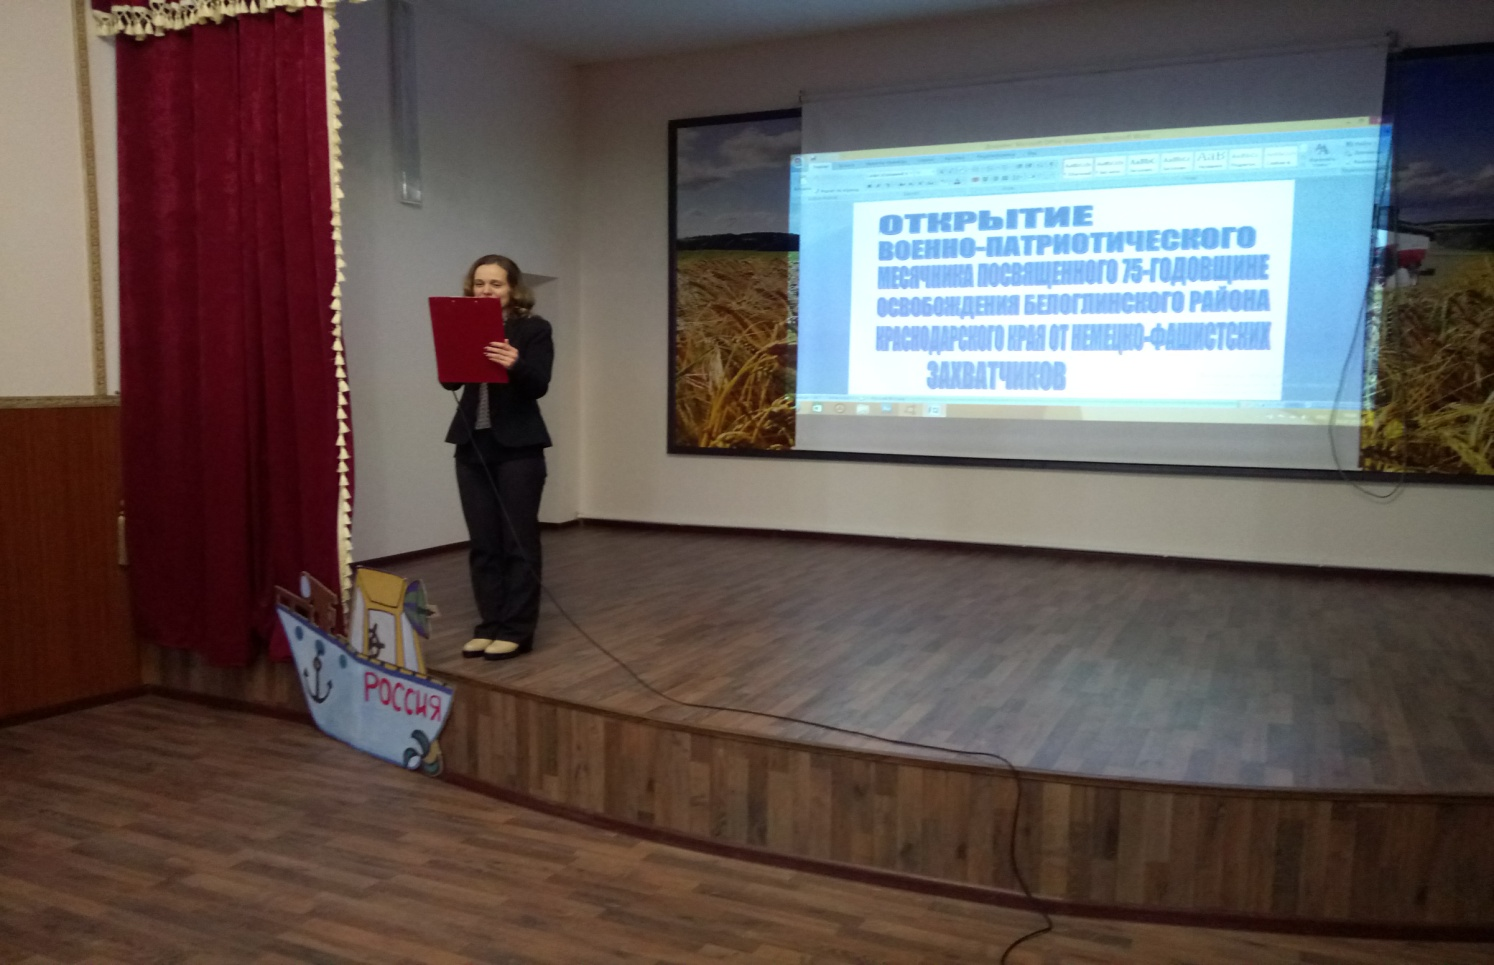 ОТКРЫТИЕ
ВОЕННО-ПАТРИОТИЧЕСКОГО
МЕСЯЧНИКА ПОСВЯЩЕННОГО 75-ГОДОВЩИНЕ
ОСВОБОЖДЕНИЯ БЕЛОГЛИНСКОГО РАЙОНА
КРАСНОДАРСКОГО КРАЯ ОТ НЕМЕЦКО-ФАШИСТСКИХ
ЗАХВАТЧИКОВ
РОССИЯ